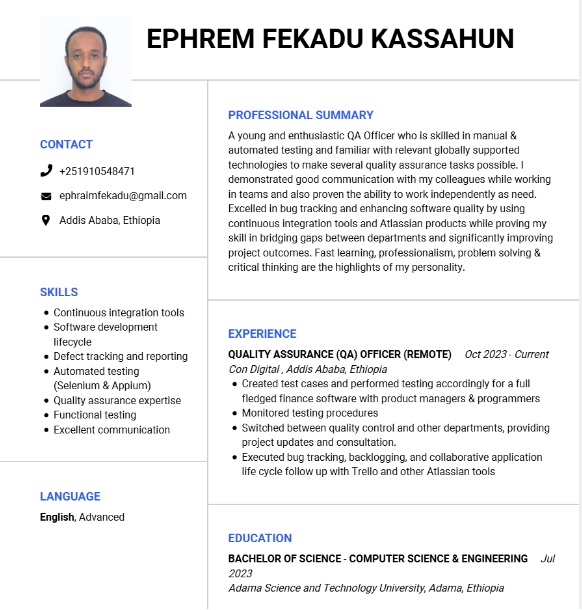 EPHREM FEKADU KASSAHUN
CONTACT
+251910548471
ephraimfekadu@gmail.com
Addis Ababa, Ethiopia
SKILLS
• Continuous integration tools
• Software development
lifecycle
• Defect tracking and reporting
• Automated testing
(Selenium & Appium)
• Quality assurance expertise
• Functional testing
• Excellent communication
LANGUAGE
English, Advanced
PROFESSIONAL SUMMARY
A young and enthusiastic QA Officer who is skilled in manual &
automated testing and familiar with relevant globally supported
technologies to make several quality assurance tasks possible. I
demonstrated good communication with my colleagues while working
in teams and also proven the ability to work independently as need.
Excelled in bug tracking and enhancing software quality by using
continuous integration tools and Atlassian products while proving my
skill in bridging gaps between departments and significantly improving
project outcomes. Fast learning, professionalism, problem solving &
critical thinking are the highlights of my personality.
EXPERIENCE
QUALITY ASSURANCE (QA) OFFICER (REMOTE) Oct 2023 - Current
Con Digital , Addis Ababa, Ethiopia
• Created test cases and performed testing accordingly for a full
fledged finance software with product managers & programmers
• Monitored testing procedures
• Switched between quality control and other departments, providing
project updates and consultation.
• Executed bug tracking, backlogging, and collaborative application
life cycle follow up with Trello and other Atlassian tools
EDUCATION
BACHELOR OF SCIENCE - COMPUTER SCIENCE & ENGINEERING Jul
2023
Adama Science and Technology University, Adama, Ethiopia